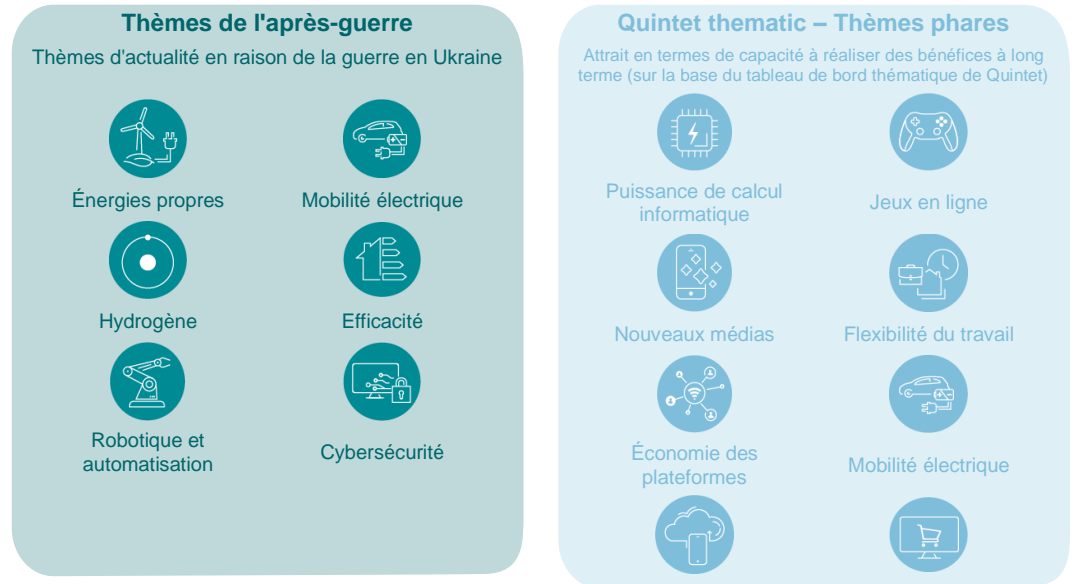 Thèmes de l'après-guerre
Thèmes d'actualité en raison de la guerre en Ukraine
Énergies propres
Mobilité électrique
Hydrogène
Efficacité
Robotique et
automatisation
Cybersécurité
Quintet thematic – Thèmes phares
Attrait en termes de capacité à réaliser des bénéfices à long
terme (sur la base du tableau de bord thématique de Quintet)
Puissance de calcul
informatique
Jeux en ligne
Nouveaux médias
Flexibilité du travail
Économie des
plateformes
Mobilité électrique